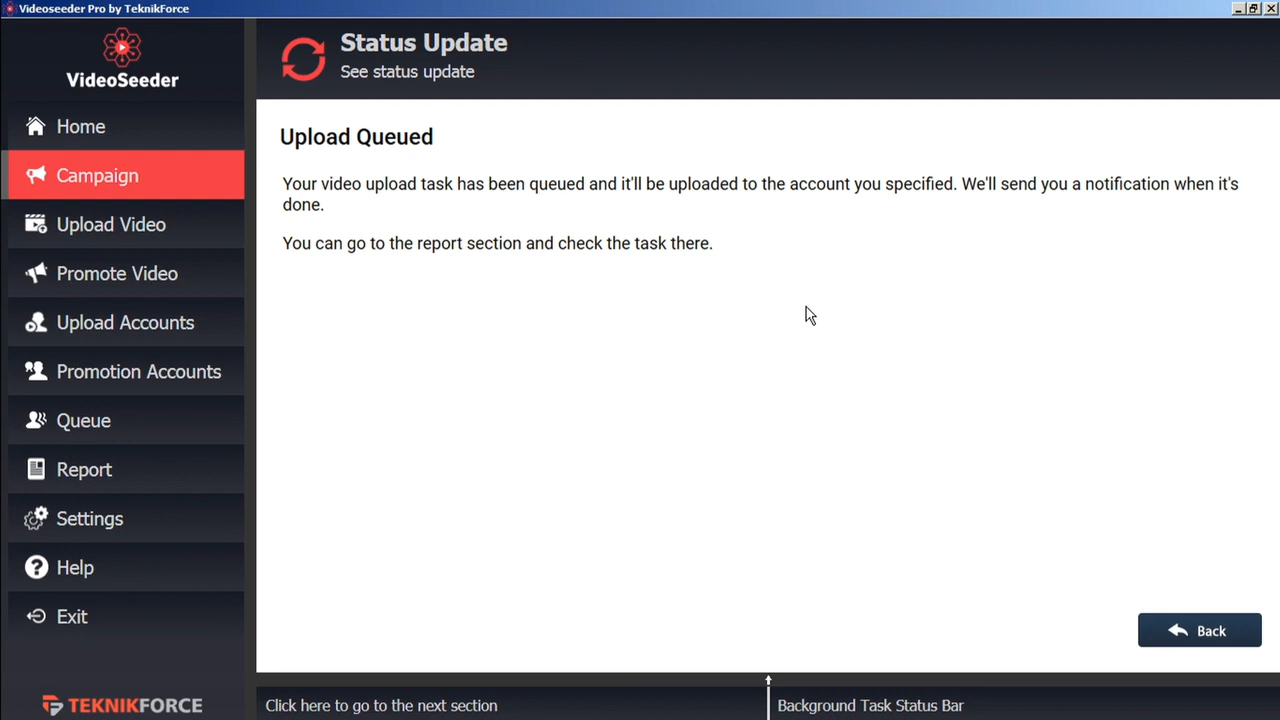 Videoseeder Pro by TeknikForce
VideoSeeder
Home
Campaign
Upload Video
Promote Video
Upload Accounts
Promotion Accounts
Queue
Report
Settings
Help
Exit
TEKNIKFORCE
Status Update
See status update
Upload Queued
Your video upload task has been queued and it'll be uploaded to the account you specified. We'll send you a notification when it's
done.
You can go to the report section and check the task there.
Back
Click here to go to the next section
Background Task Status Bar